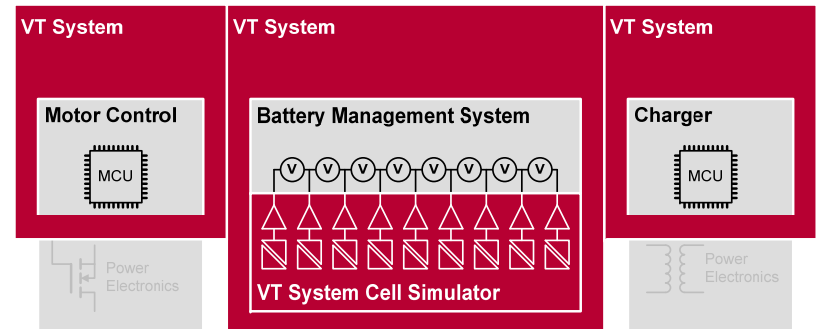 VT System
VT System
VT System
Motor Control
Battery Management System
Charger
MCU
V V V V V V V V
MCU
Power
Electronics
VT System Cell Simulator
Power
Electronics